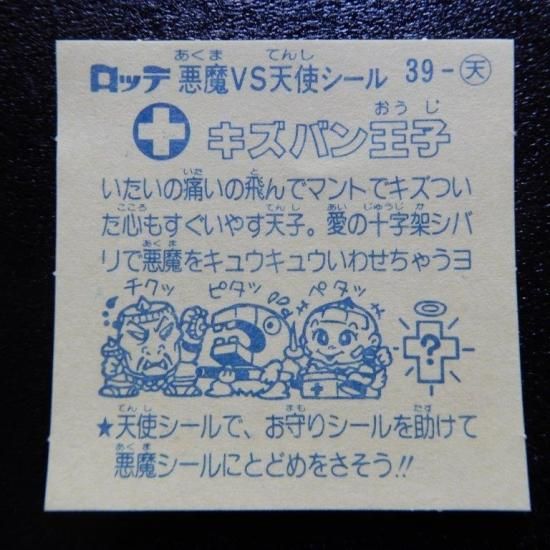 ロッテ 悪魔VS天使シール 39-天
キズバン王子
いたいの痛いの飛んでマントでキズつい
た心もすぐいやす天子。愛の十字架シバ
リで悪魔をキュウキュウいわせちゃうヨ
チクッ ピタッ ペタッ
?
★天使シールで、お守りシールを助けて
悪魔シールにとどめをさそう!!